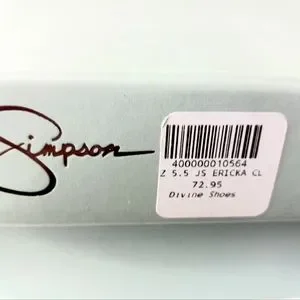 Simpson
400000010564
Z 5.5 JS ERICKA CL
72.95
Divine Shoes